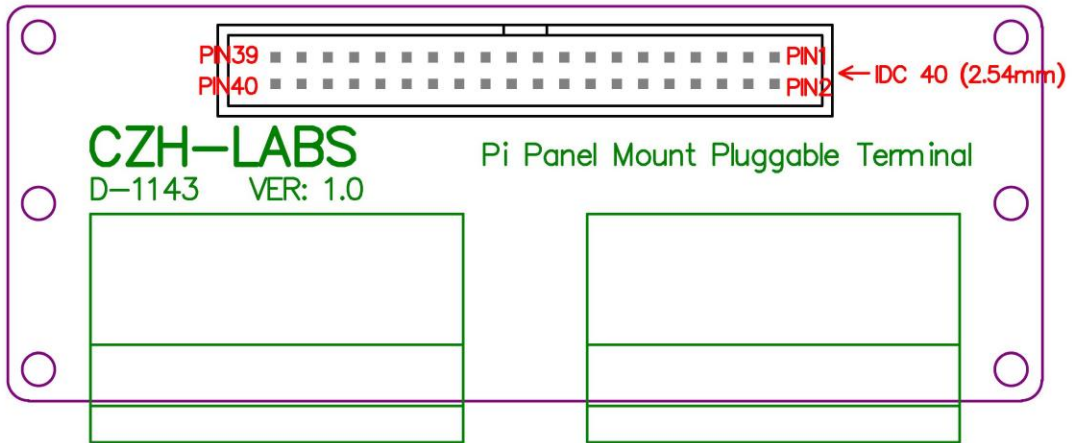 PIN39
PIN1
PIN40
PIN2
← IDC 40 (2.54mm)
CZH-LABS
Pi Panel Mount Pluggable Terminal
D-1143 VER: 1.0